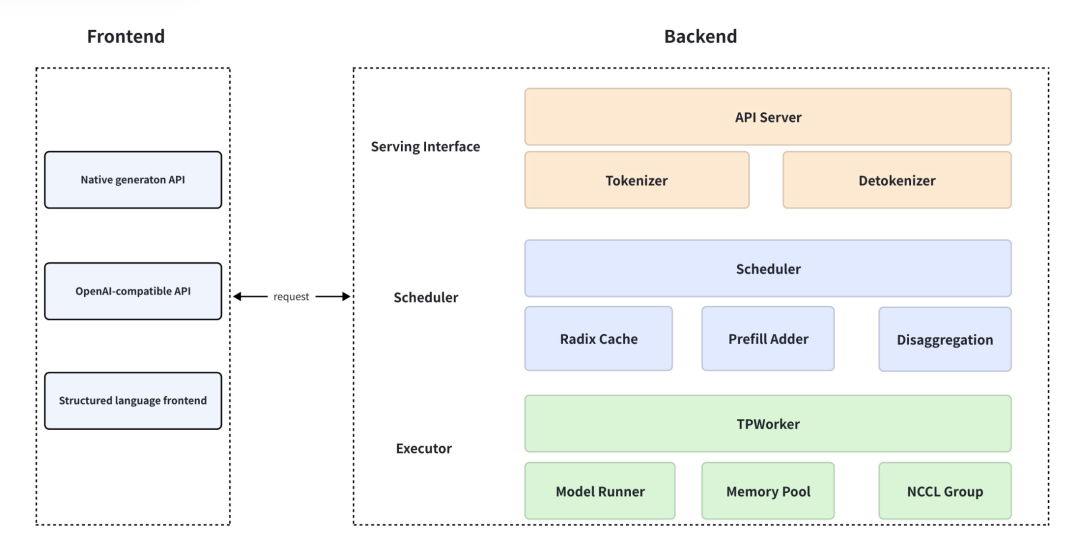 Frontend
Backend
Native generaton API
OpenAI-compatible API
Structured language frontend
request
Serving Interface
API Server
Tokenizer
Detokenizer
Scheduler
Scheduler
Radix Cache
Prefill Adder
Disaggregation
Executor
TPWorker
Model Runner
Memory Pool
NCCL Group